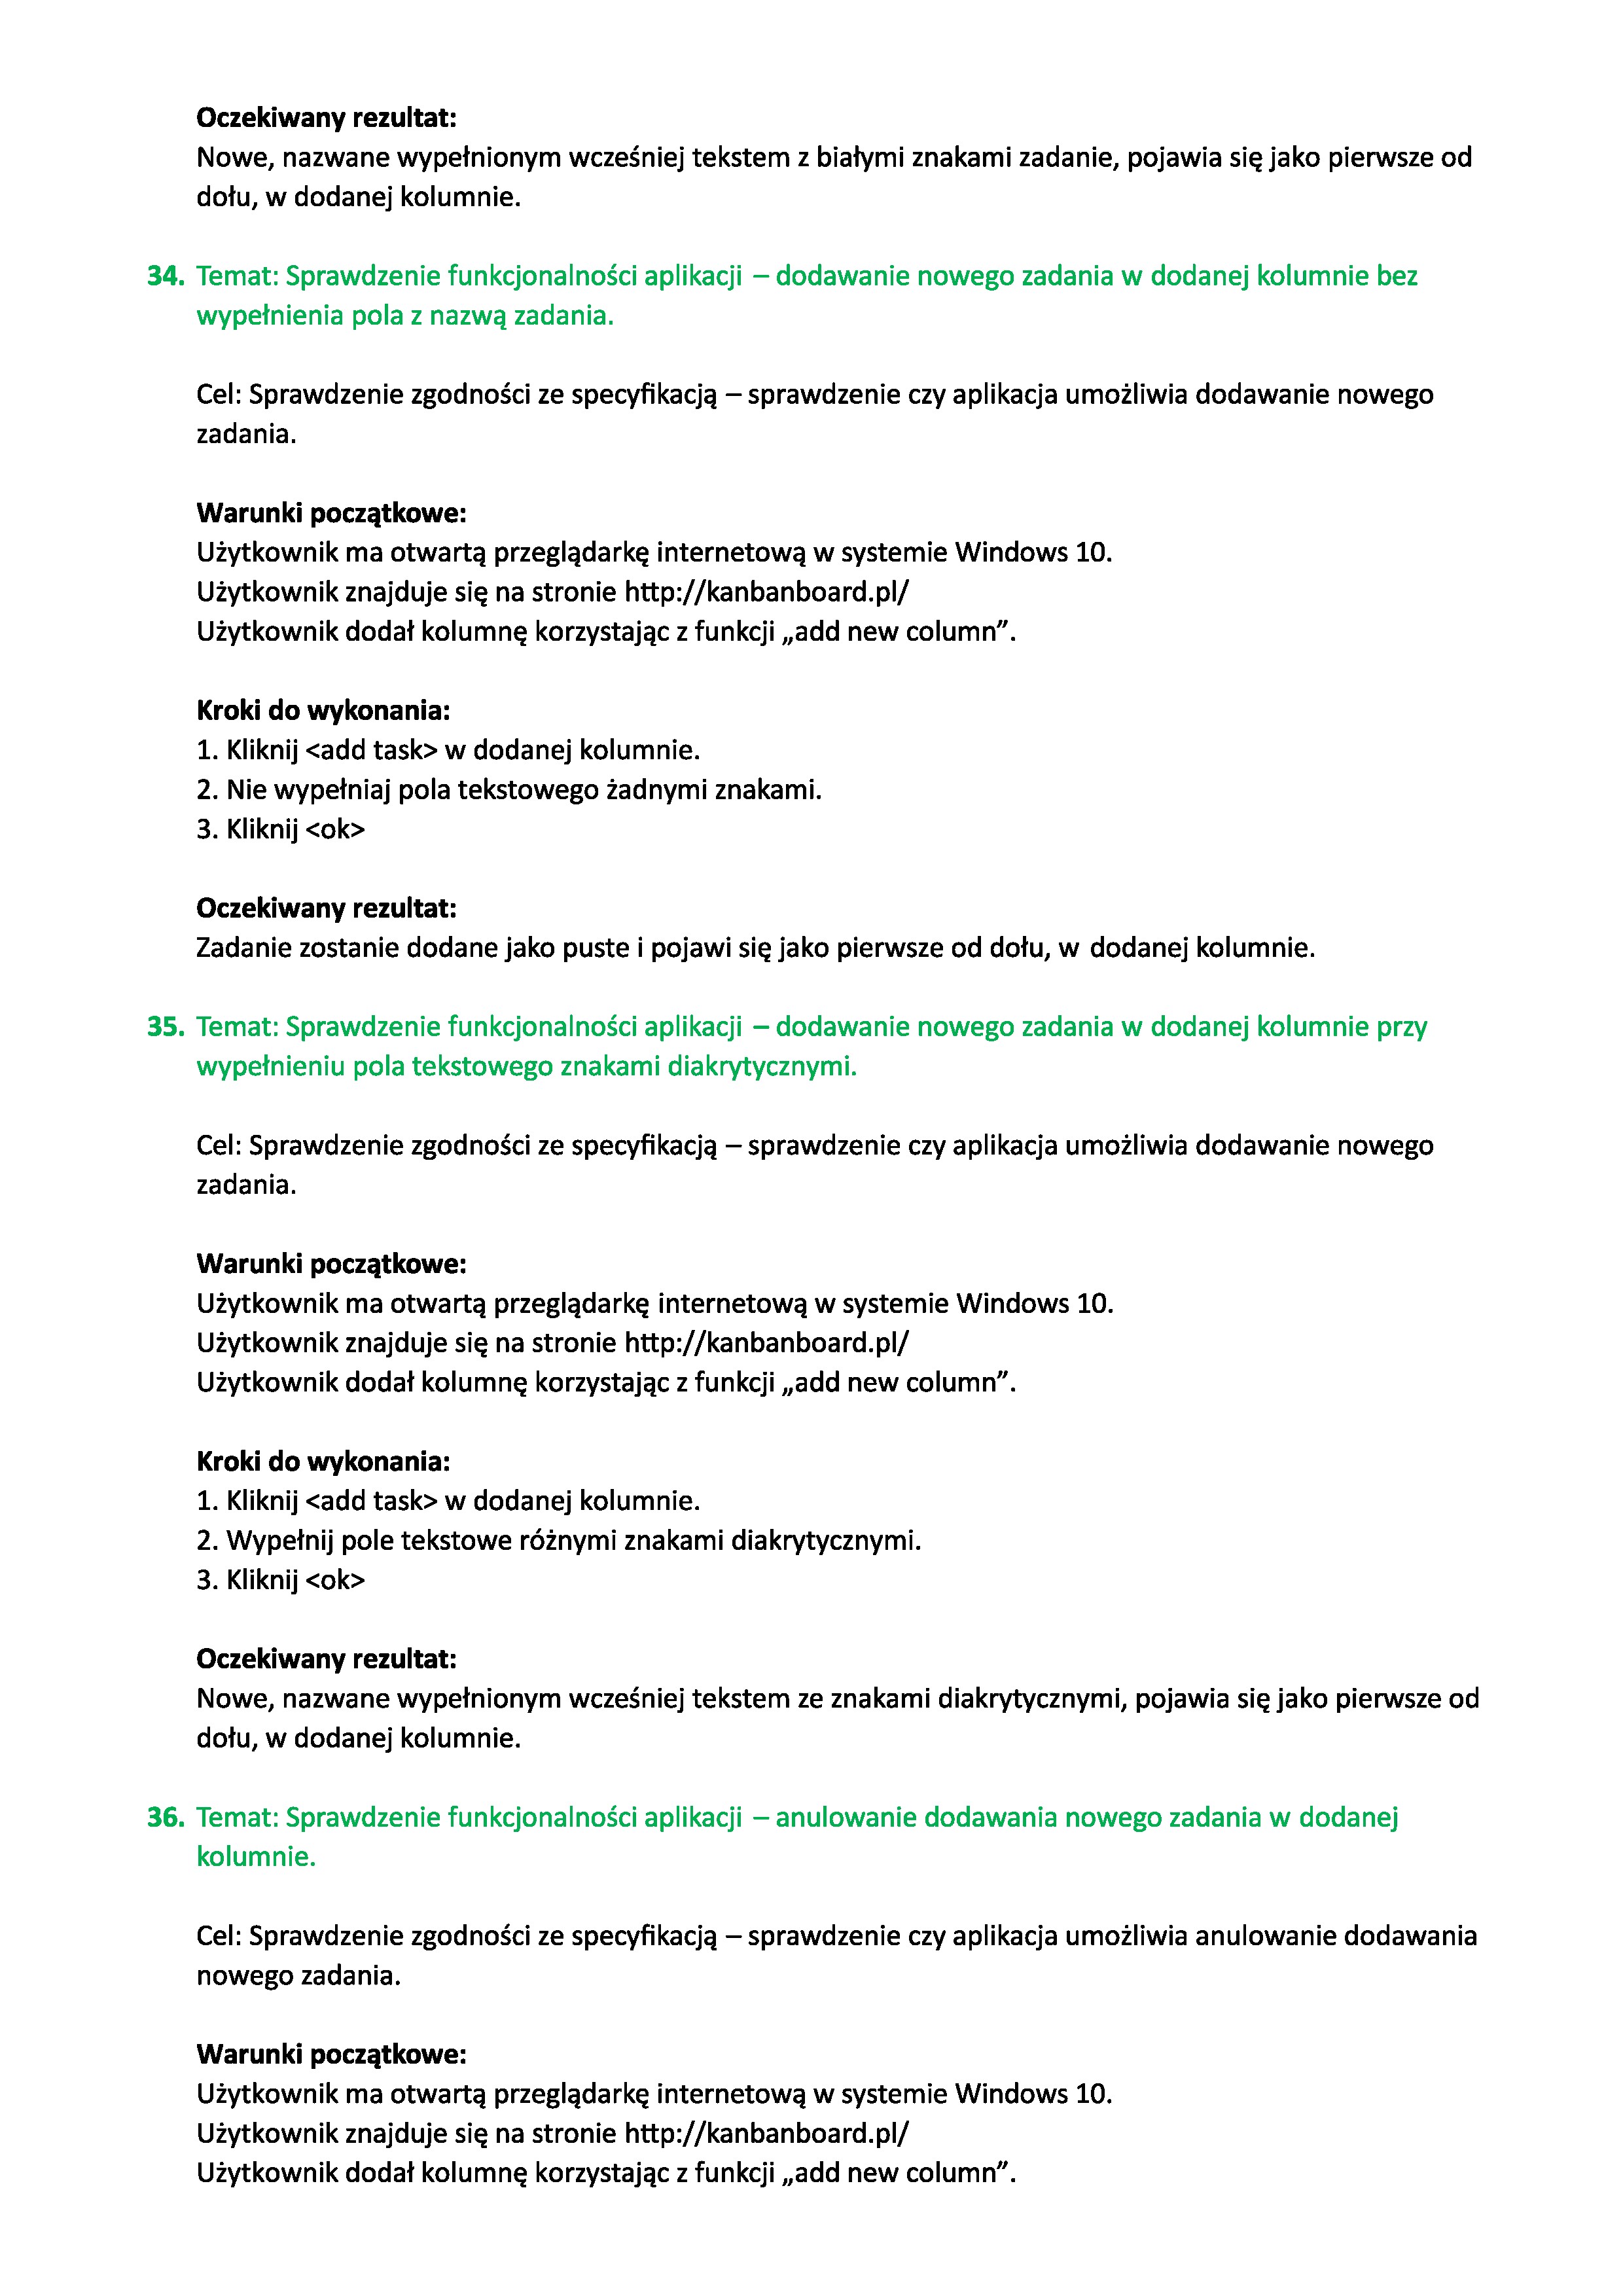 Oczekiwany rezultat:
Nowe, nazwane wypełnionym wcześniej tekstem z białymi znakami zadanie, pojawia się jako pierwsze od
dołu, w dodanej kolumnie.
34. Temat: Sprawdzenie funkcjonalności aplikacji – dodawanie nowego zadania w dodanej kolumnie bez
wypełnienia pola z nazwą zadania.
Cel: Sprawdzenie zgodności ze specyfikacją – sprawdzenie czy aplikacja umożliwia dodawanie nowego
zadania.
Warunki początkowe:
Użytkownik ma otwartą przeglądarkę internetową w systemie Windows 10.
Użytkownik znajduje się na stronie http://kanbanboard.pl/
Użytkownik dodał kolumnę korzystając z funkcji „add new column”.
Kroki do wykonania:
1. Kliknij <add task> w dodanej kolumnie.
2. Nie wypełniaj pola tekstowego żadnymi znakami.
3. Kliknij <ok>
Oczekiwany rezultat:
Zadanie zostanie dodane jako puste i pojawi się jako pierwsze od dołu, w dodanej kolumnie.
35. Temat: Sprawdzenie funkcjonalności aplikacji – dodawanie nowego zadania w dodanej kolumnie przy
wypełnieniu pola tekstowego znakami diakrytycznymi.
Cel: Sprawdzenie zgodności ze specyfikacją – sprawdzenie czy aplikacja umożliwia dodawanie nowego
zadania.
Warunki początkowe:
Użytkownik ma otwartą przeglądarkę internetową w systemie Windows 10.
Użytkownik znajduje się na stronie http://kanbanboard.pl/
Użytkownik dodał kolumnę korzystając z funkcji „add new column”.
Kroki do wykonania:
1. Kliknij <add task> w dodanej kolumnie.
2. Wypełnij pole tekstowe różnymi znakami diakrytycznymi.
3. Kliknij <ok>
Oczekiwany rezultat:
Nowe, nazwane wypełnionym wcześniej tekstem ze znakami diakrytycznymi, pojawia się jako pierwsze od
dołu, w dodanej kolumnie.
36. Temat: Sprawdzenie funkcjonalności aplikacji – anulowanie dodawania nowego zadania w dodanej
kolumnie.
Cel: Sprawdzenie zgodności ze specyfikacją – sprawdzenie czy aplikacja umożliwia anulowanie dodawania
nowego zadania.
Warunki początkowe:
Użytkownik ma otwartą przeglądarkę internetową w systemie Windows 10.
Użytkownik znajduje się na stronie http://kanbanboard.pl/
Użytkownik dodał kolumnę korzystając z funkcji „add new column”.